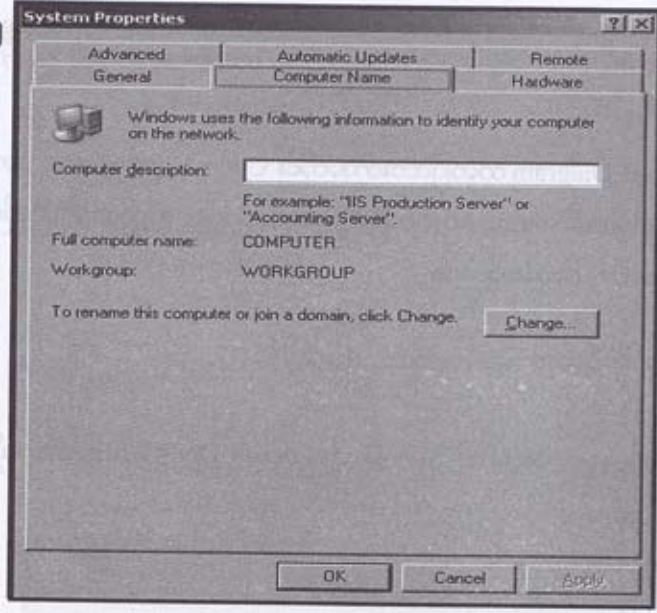 System Properties
Advanced
Automatic Updates
Remote
General
Computer Name
Hardware
Windows uses the following information to identify your computer
on the network.
Computer description:
For example: "IIS Production Server" or
"Accounting Server".
Full computer name:
COMPUTER
Workgroup:
WORKGROUP
To rename this computer or join a domain, click Change.
Change...
OK
Cancel
Apply